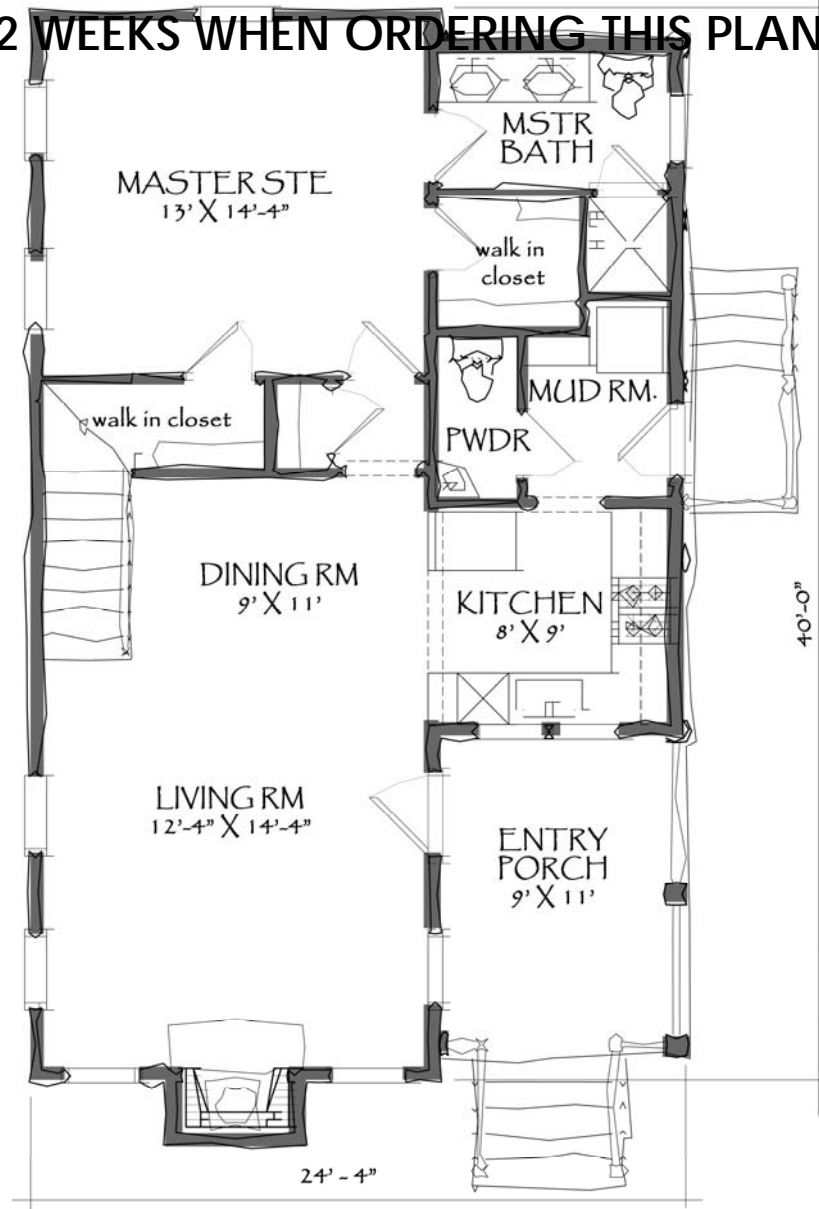 2 WEEKS WHEN ORDERING THIS PLAN
MSTR
BATH
MASTER STE
13' X 14'-4"
walk in
closet
MUD RM.
walk in closet
PWDR
DINING RM
9' X 11'
KITCHEN
8' X 9'
40'-0"
LIVING RM
12'-4" X 14'-4"
ENTRY
PORCH
9' X 11'
24' - 4"